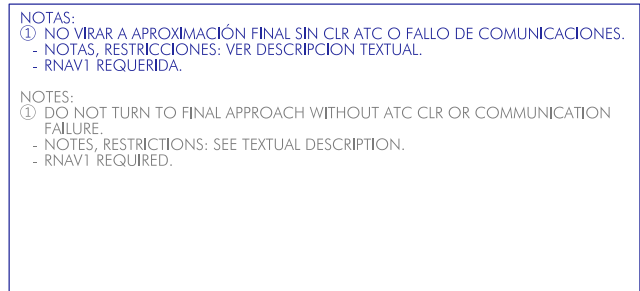 NOTAS:
① NO VIRAR A APROXIMACIÓN FINAL SIN CLR ATC O FALLO DE COMUNICACIONES.
- NOTAS, RESTRICCIONES: VER DESCRIPCION TEXTUAL.
- RNAV1 REQUERIDA.
NOTES:
① DO NOT TURN TO FINAL APPROACH WITHOUT ATC CLR OR COMMUNICATION
FAILURE.
- NOTES, RESTRICTIONS: SEE TEXTUAL DESCRIPTION.
- RNAV1 REQUIRED.